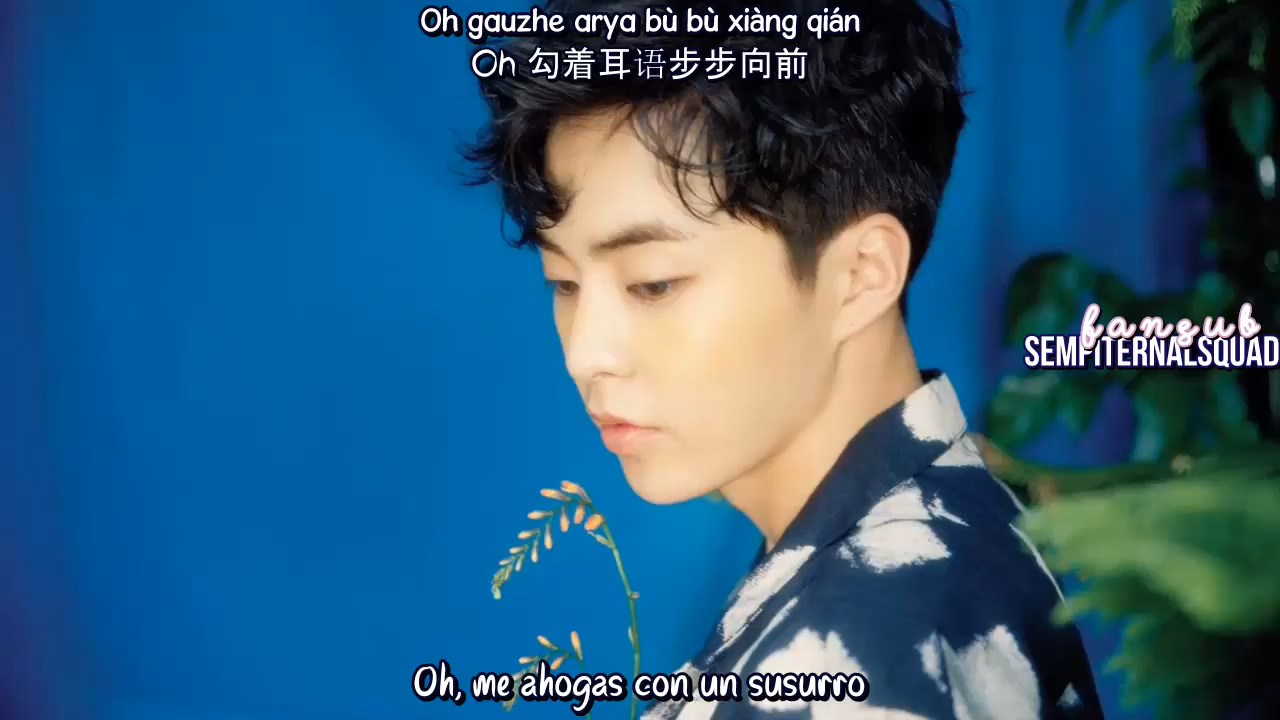 Oh gauzhe arya bù bù xiàng qián
Oh 勾着耳语步步向前
fansub
SEMPITERNALSQUAD
Oh, me ahogas con un susurro